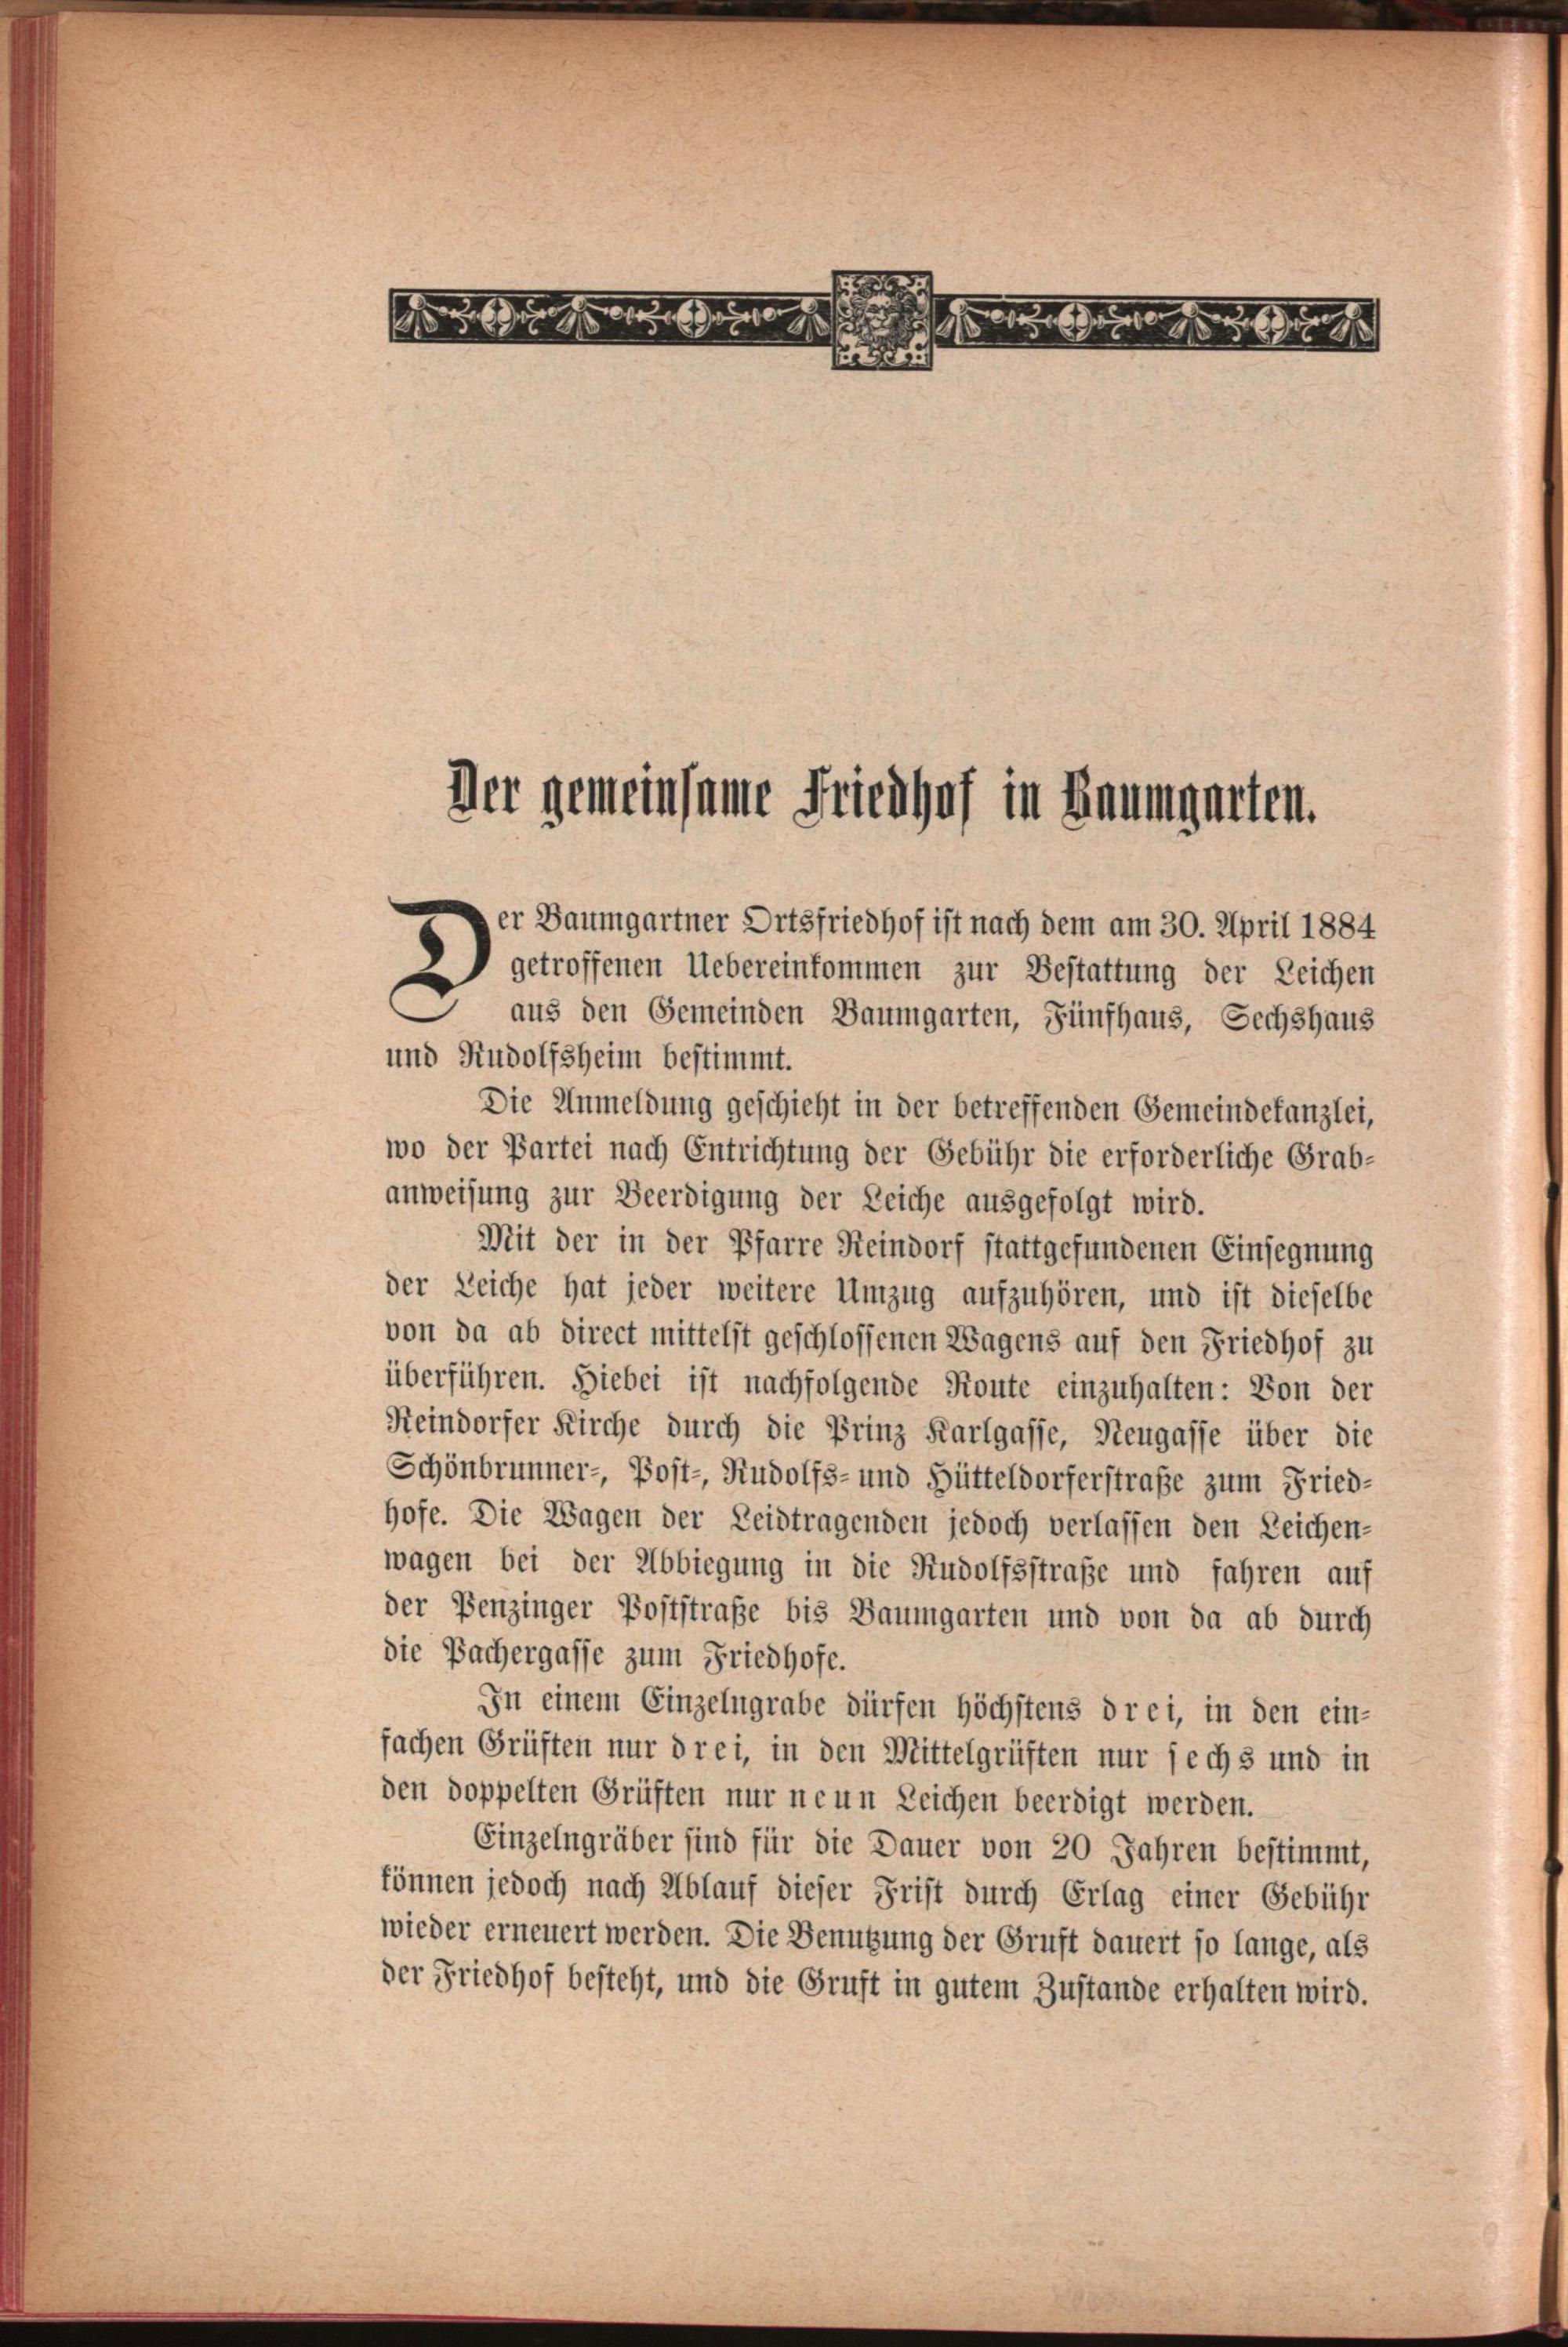 Der gemeinsame Friedhof in Baumgarten.
Der Baumgartner Ortsfriedhof ist nach dem am 30. April 1884
getroffenen Uebereinkommen zur Bestattung der Leichen
aus den Gemeinden Baumgarten, Fünfhaus, Sechshaus
und Rudolfsheim bestimmt.
Die Anmeldung geschieht in der betreffenden Gemeindekanzlei,
wo der Partei nach Entrichtung der Gebühr die erforderliche Grab-
anweisung zur Beerdigung der Leiche ausgefolgt wird.
Mit der in der Pfarre Reindorf stattgefundenen Einsegnung
der Leiche hat jeder weitere Umzug aufzuhören, und ist dieselbe
von da ab direct mittelst geschlossenen Wagens auf den Friedhof zu
überführen. Hiebei ist nachfolgende Route einzuhalten: Von der
Reindorfer Kirche durch die Prinz Karlgasse, Neugasse über die
Schönbrunner-, Post-, Rudolfs- und Hütteldorferstraße zum Fried-
hofe. Die Wagen der Leidtragenden jedoch verlassen den Leichen-
wagen bei der Abbiegung in die Rudolfsstraße und fahren auf
der Penzinger Poststraße bis Baumgarten und von da ab durch
die Pachergasse zum Friedhofe.
In einem Einzelngrabe dürfen höchstens drei, in den ein-
fachen Grüften nur drei, in den Mittelgrüften nur sechs und in
den doppelten Grüften nur neun Leichen beerdigt werden.
Einzelngräber sind für die Dauer von 20 Jahren bestimmt,
können jedoch nach Ablauf dieser Frist durch Erlag einer Gebühr
wieder erneuert werden. Die Benutzung der Gruft dauert so lange, als
der Friedhof besteht, und die Gruft in gutem Zustande erhalten wird.